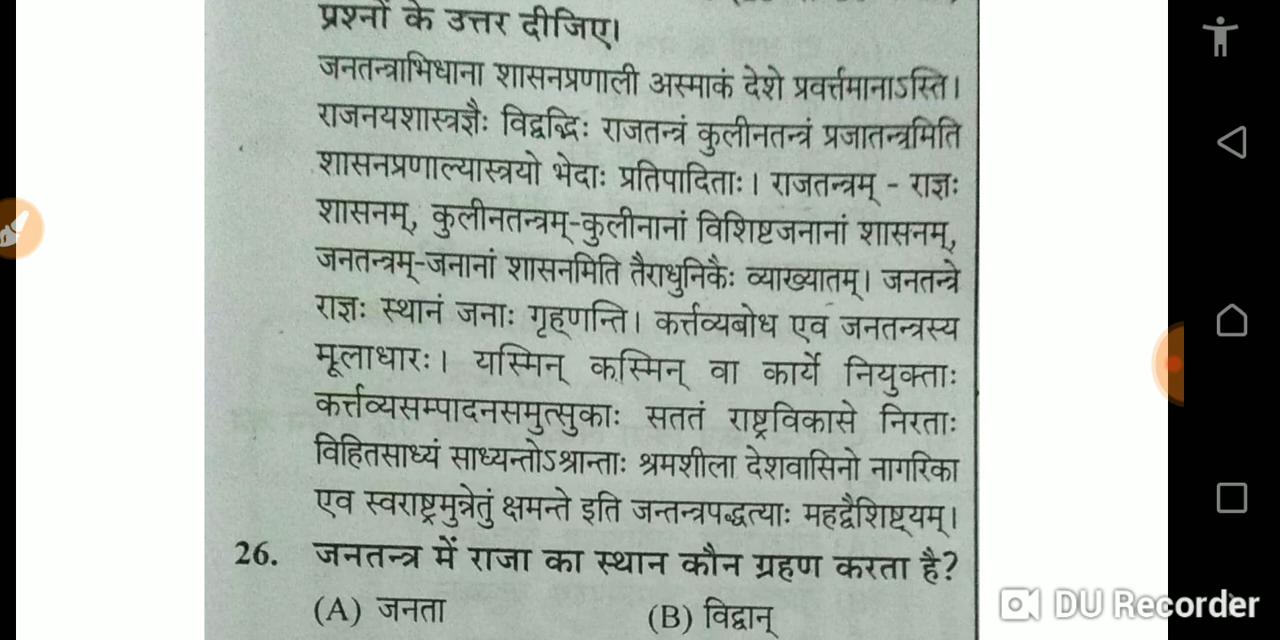 प्रश्नों के उत्तर दीजिए।
जनतन्त्राभिधाना शासनप्रणाली अस्माकं देशे प्रवर्त्तमानाऽस्ति।
राजनयशास्त्रज्ञैः विद्वद्भिः राजतन्त्रं कुलीनतन्त्रं प्रजातन्त्रमिति
शासनप्रणाल्यास्त्रयो भेदाः प्रतिपादिताः। राजतन्त्रम् - राज्ञः
शासनम्, कुलीनतन्त्रम्-कुलीनानां विशिष्टजनानां शासनम्,
जनतन्त्रम्-जनानां शासनमिति तैराधुनिकैः व्याख्यातम्। जनतन्त्रे
राज्ञः स्थानं जनाः गृह्णन्ति। कर्त्तव्यबोध एव जनतन्त्रस्य
मूलाधारः। यस्मिन् कस्मिन् वा कार्ये नियुक्ताः
कर्त्तव्यसम्पादनसमुत्सुकाः सततं राष्ट्रविकासे निरताः
विहितसाध्यं साध्यन्तोऽश्रान्ताः श्रमशीला देशवासिनो नागरिका
एव स्वराष्ट्रमुन्नेतुं क्षमन्ते इति जन्तन्त्रपद्धत्याः महद्वैशिष्ट्यम्।
26. जनतन्त्र में राजा का स्थान कौन ग्रहण करता है?
(A) जनता (B) विद्वान्
DU Recorder